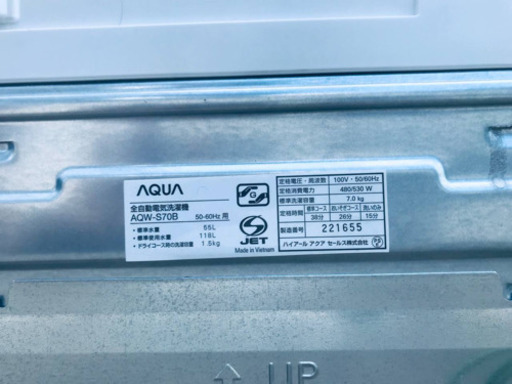 AQUA
全自動電気洗濯機
AQW-S70B 50-60Hz 用
・標準水量 55L
・標準使用水量 118L
・ドライコース時の洗濯容量 1.5kg
JET
Made in Vietnam
定格電圧・周波数 100V・50/60Hz
定格消費電力 480/530 W
標準洗濯容量 7.0 kg
定格時間 標準コース おいそぎコース 洗いのみ
38分 26分 15分
製造番号 221655
ハイアール アクア セールス株式会社
↑ UP